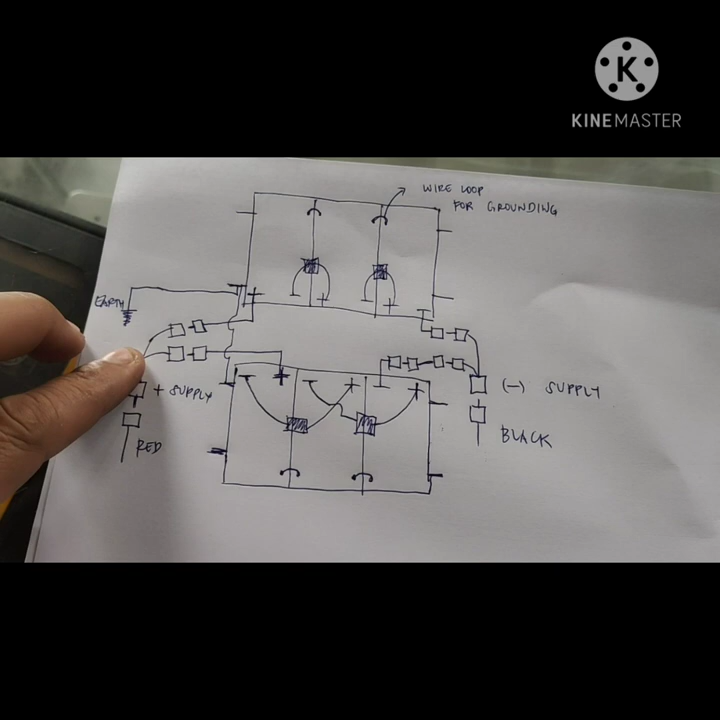 K
KINEMASTER
WIRE LOOP
FOR GROUNDING
EARTH
+ SUPPLY
RED
(-) SUPPLY
BLACK